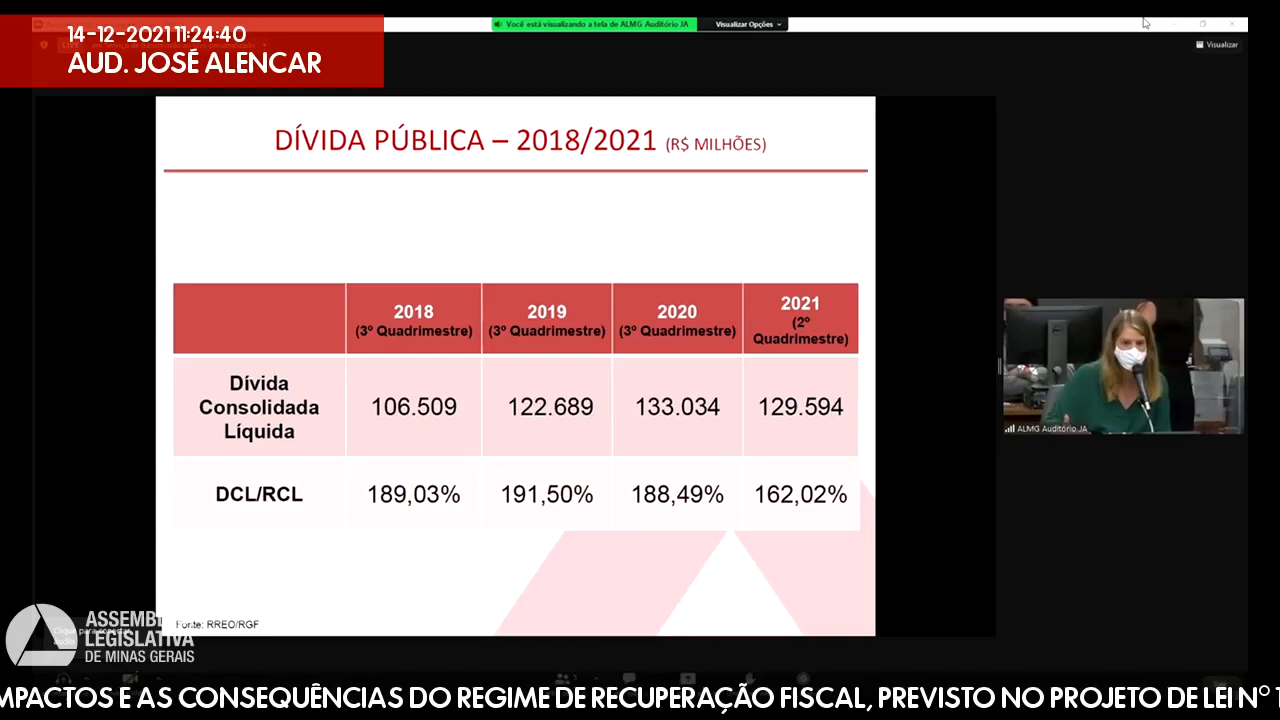 14-12-2021 11:24:40
AUD. JOSÉ ALENCAR
Você está visualizando a tela de ALMG Auditório JA
Visualizar Opções
Visualizar
DÍVIDA PÚBLICA – 2018/2021 (R$ MILHÕES)
2018 (3º Quadrimestre)
2019 (3º Quadrimestre)
2020 (3º Quadrimestre)
2021 (2º Quadrimestre)
Dívida Consolidada Líquida 106.509 122.689 133.034 129.594
DCL/RCL 189,03% 191,50% 188,49% 162,02%
Fonte: RREO/RGF
ALMG Auditório JA
ASSEMBLEIA
LEGISLATIVA
DE MINAS GERAIS
MPACTOS E AS CONSEQUÊNCIAS DO REGIME DE RECUPERAÇÃO FISCAL, PREVISTO NO PROJETO DE LEI Nº 1